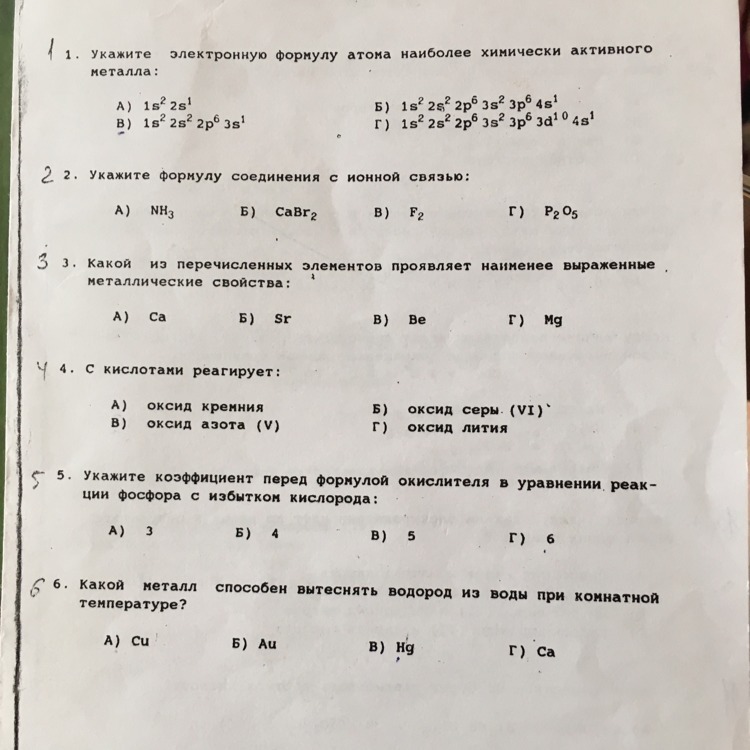 1 1. Укажите электронную формулу атома наиболее химически активного
металла:
А) 1s² 2s¹ Б) 1s² 2s² 2p⁶ 3s² 3p⁶ 4s¹
В) 1s² 2s² 2p⁶ 3s¹ Г) 1s² 2s² 2p⁶ 3s² 3p⁶ 3d¹⁰ 4s¹
2 2. Укажите формулу соединения с ионной связью:
А) NH₃ Б) CaBr₂ В) F₂ Г) P₂O₅
3 3. Какой из перечисленных элементов проявляет наименее выраженные
металлические свойства:
А) Ca Б) Sr В) Be Г) Mg
4 4. С кислотами реагирует:
А) оксид кремния Б) оксид серы (VI)
В) оксид азота (V) Г) оксид лития
5 5. Укажите коэффициент перед формулой окислителя в уравнении реак-
ции фосфора с избытком кислорода:
А) 3 Б) 4 В) 5 Г) 6
6 6. Какой металл способен вытеснять водород из воды при комнатной
температуре?
А) Cu Б) Au В) Hg Г) Ca